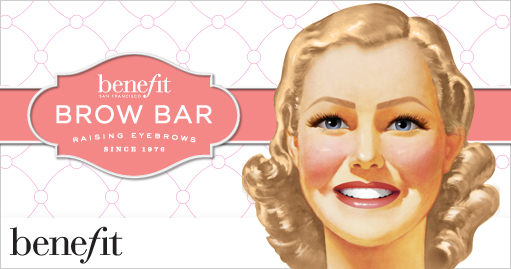 benefit
SAN FRANCISCO
BROW BAR
RAISING EYEBROWS
SINCE 1976
benefit